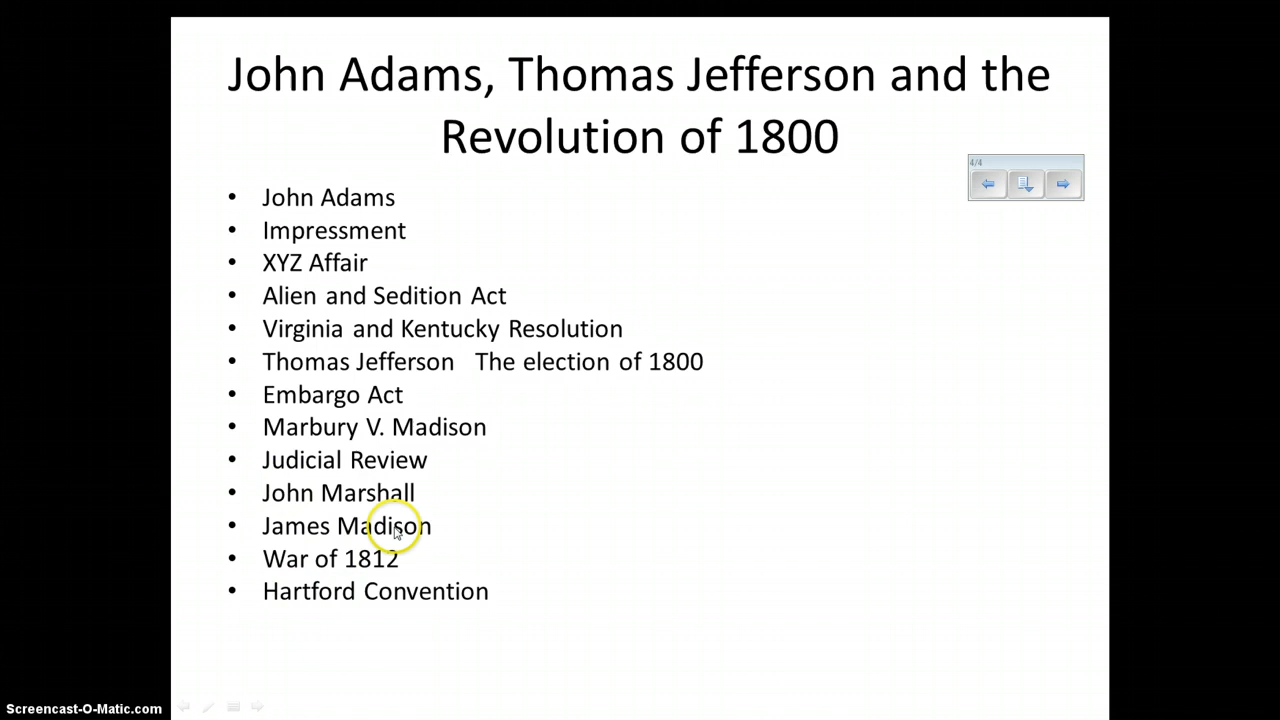 John Adams, Thomas Jefferson and the
Revolution of 1800
4/4
• John Adams
• Impressment
• XYZ Affair
• Alien and Sedition Act
• Virginia and Kentucky Resolution
• Thomas Jefferson   The election of 1800
• Embargo Act
• Marbury V. Madison
• Judicial Review
• John Marshall
• James Madison
• War of 1812
• Hartford Convention
Screencast-O-Matic.com